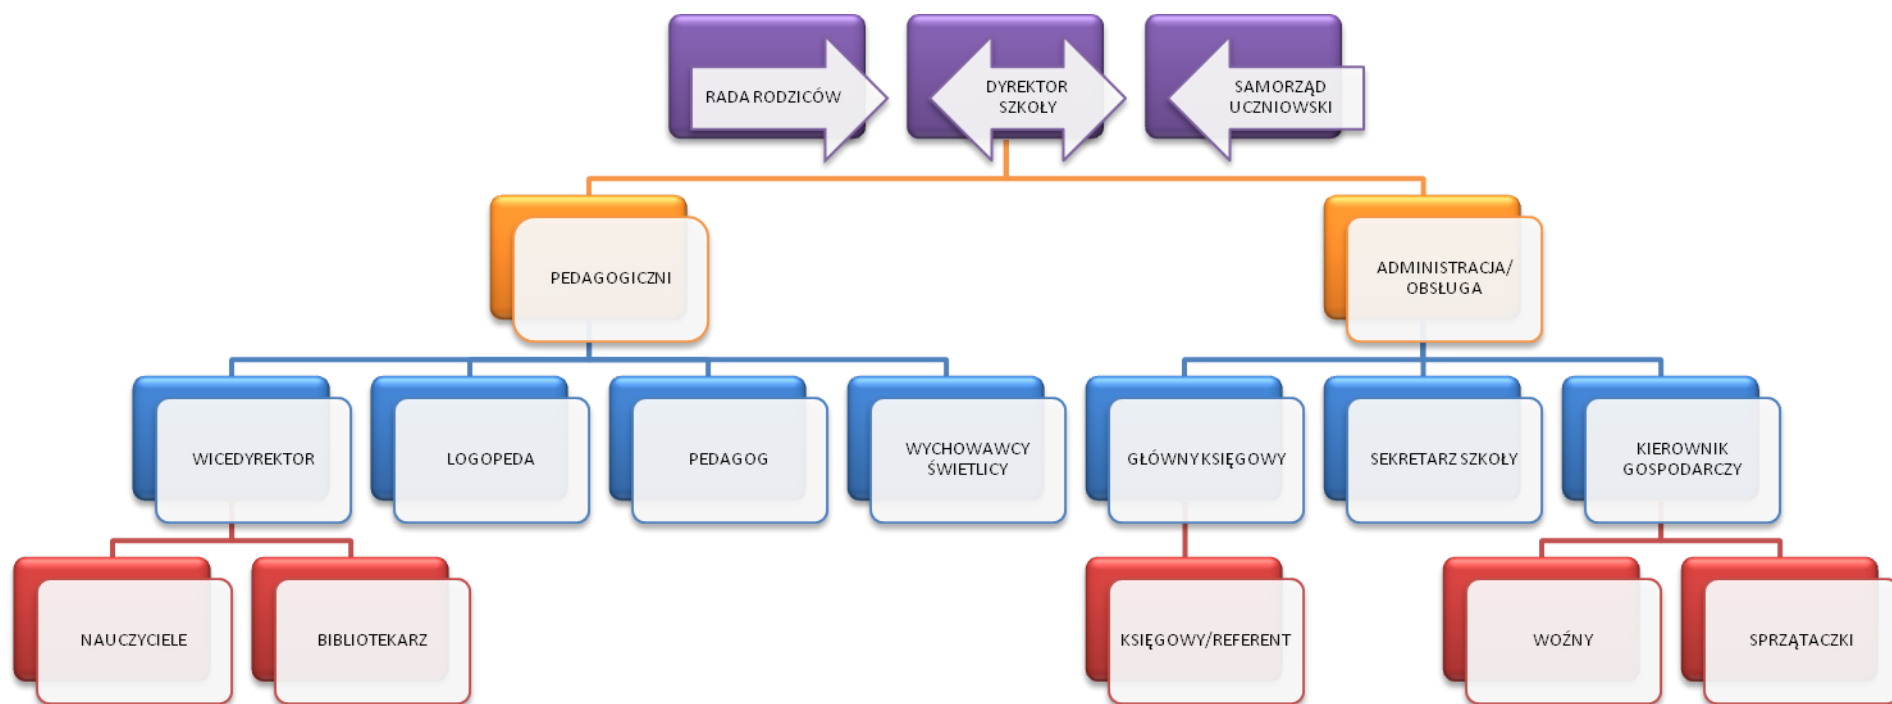 RADA RODZICÓW
DYREKTOR
SZKOŁY
SAMORZĄD
UCZNIOWSKI
PEDAGOGICZNI
ADMINISTRACJA/
OBSŁUGA
WICEDYREKTOR
LOGOPEDA
PEDAGOG
WYCHOWAWCY
ŚWIETLICY
GŁÓWNY KSIĘGOWY
SEKRETARZ SZKOŁY
KIEROWNIK
GOSPODARCZY
NAUCZYCIELE
BIBLIOTEKARZ
KSIĘGOWY/REFERENT
WOŹNY
SPRZĄTACZKI